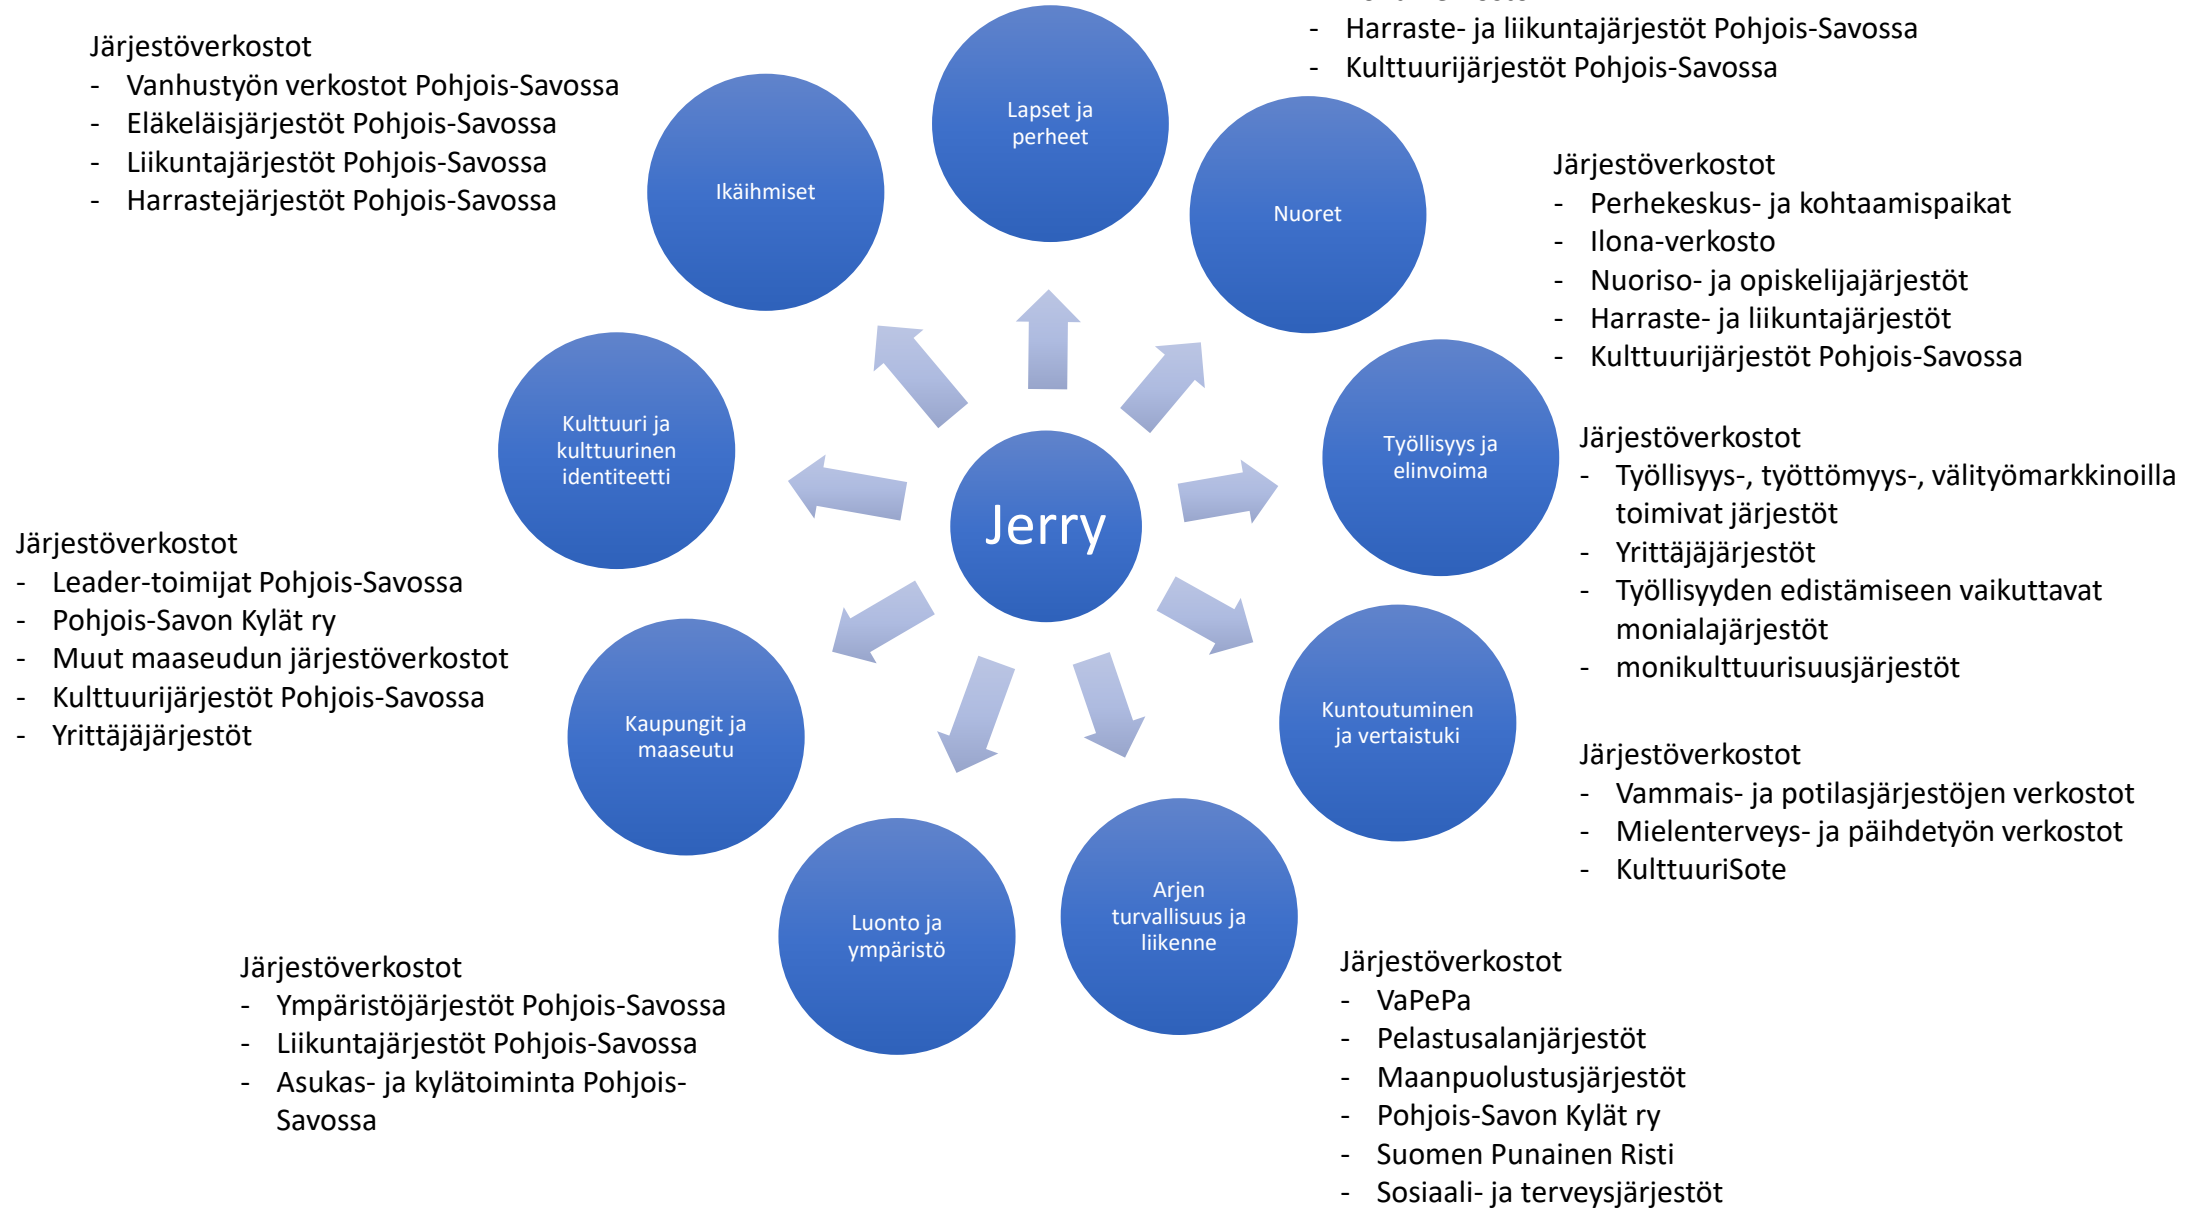 Järjestöverkostot
- Vanhustyön verkostot Pohjois-Savossa
- Eläkeläisjärjestöt Pohjois-Savossa
- Liikuntajärjestöt Pohjois-Savossa
- Harrastejärjestöt Pohjois-Savossa
- Harraste- ja liikuntajärjestöt Pohjois-Savossa
- Kulttuurijärjestöt Pohjois-Savossa
Lapset ja
perheet
Ikäihmiset
Nuoret
Järjestöverkostot
- Perhekeskus- ja kohtaamispaikat
- Ilona-verkosto
- Nuoriso- ja opiskelijajärjestöt
- Harraste- ja liikuntajärjestöt
- Kulttuurijärjestöt Pohjois-Savossa
Kulttuuri ja
kulttuurinen
identiteetti
Työllisyys ja
elinvoima
Järjestöverkostot
- Työllisyys-, työttömyys-, välityömarkkinoilla
toimivat järjestöt
- Yrittäjäjärjestöt
- Työllisyyden edistämiseen vaikuttavat
monialajärjestöt
- monikulttuurisuusjärjestöt
Jerry
Järjestöverkostot
- Leader-toimijat Pohjois-Savossa
- Pohjois-Savon Kylät ry
- Muut maaseudun järjestöverkostot
- Kulttuurijärjestöt Pohjois-Savossa
- Yrittäjäjärjestöt
Kaupungit ja
maaseutu
Kuntoutuminen
ja vertaistuki
Järjestöverkostot
- Vammais- ja potilasjärjestöjen verkostot
- Mielenterveys- ja päihdetyön verkostot
- KulttuuriSote
Luonto ja
ympäristö
Arjen
turvallisuus ja
liikenne
Järjestöverkostot
- Ympäristöjärjestöt Pohjois-Savossa
- Liikuntajärjestöt Pohjois-Savossa
- Asukas- ja kylätoiminta Pohjois-
Savossa
Järjestöverkostot
- VaPePa
- Pelastusalanjärjestöt
- Maanpuolustusjärjestöt
- Pohjois-Savon Kylät ry
- Suomen Punainen Risti
- Sosiaali- ja terveysjärjestöt